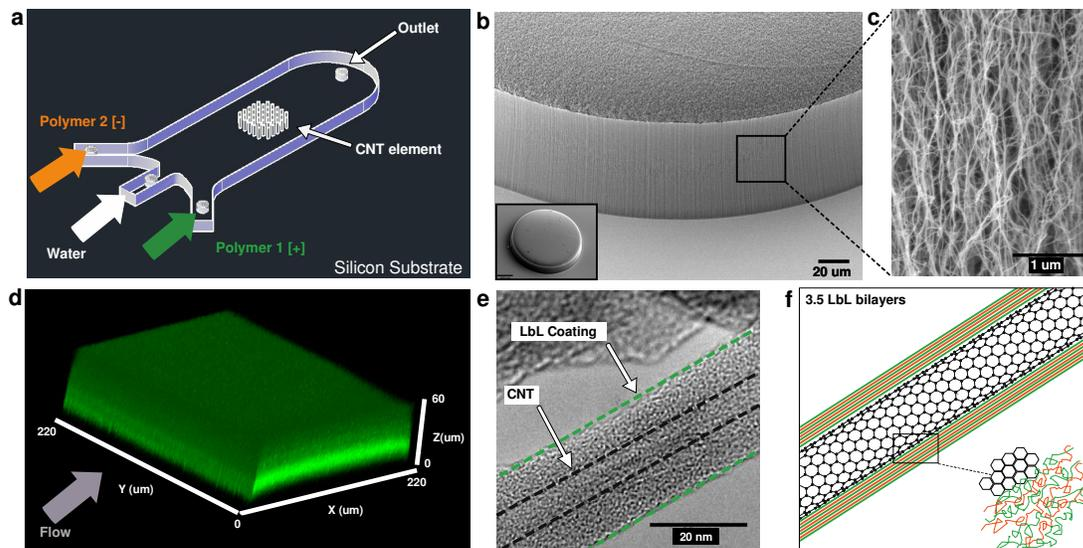 a
Outlet
Polymer 2 [-]
CNT element
Water
Polymer 1 [+]
Silicon Substrate
b
20 um
c
1 um
d
60
Z(um)
0
220
220
Y (um)
X (um)
0
Flow
e
LbL Coating
CNT
20 nm
f
3.5 LbL bilayers